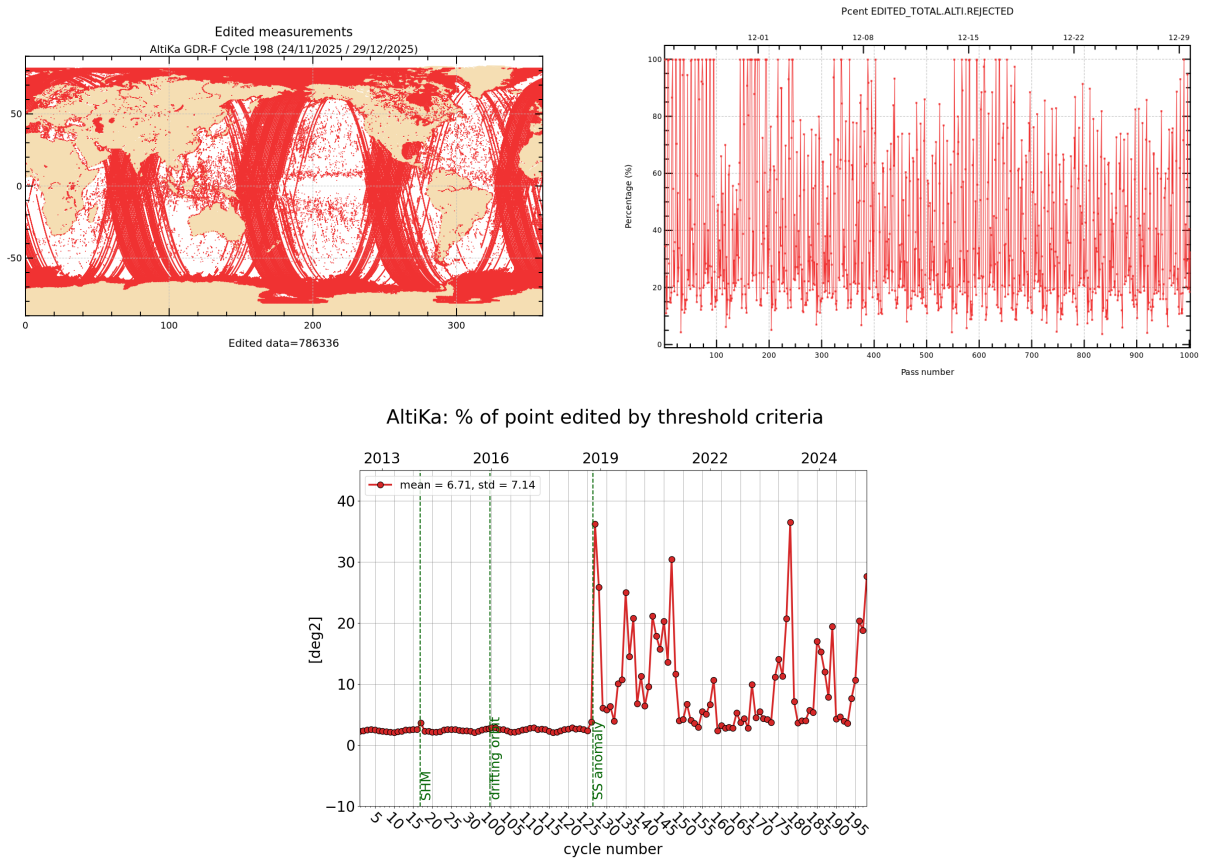 Edited measurements
AltiKa GDR-F Cycle 198 (24/11/2025 / 29/12/2025)
50
0
-50
0 100 200 300
Edited data=786336
Pcent EDITED_TOTAL.ALTI.REJECTED
12-01 12-08 12-15 12-22 12-29
100
80
60
40
20
0
Percentage (%)
100 200 300 400 500 600 700 800 900 1000
Pass number
AltiKa: % of point edited by threshold criteria
2013 2016 2019 2022 2024
mean = 6.71, std = 7.14
40
30
20
10
0
−10
[deg2]
SHM
drifting orbit
SS anomaly
5 10 15 20 25 30 95 100 105 110 115 120 125 130 135 140 145 150 155 160 165 170 175 180 185 190 195
cycle number